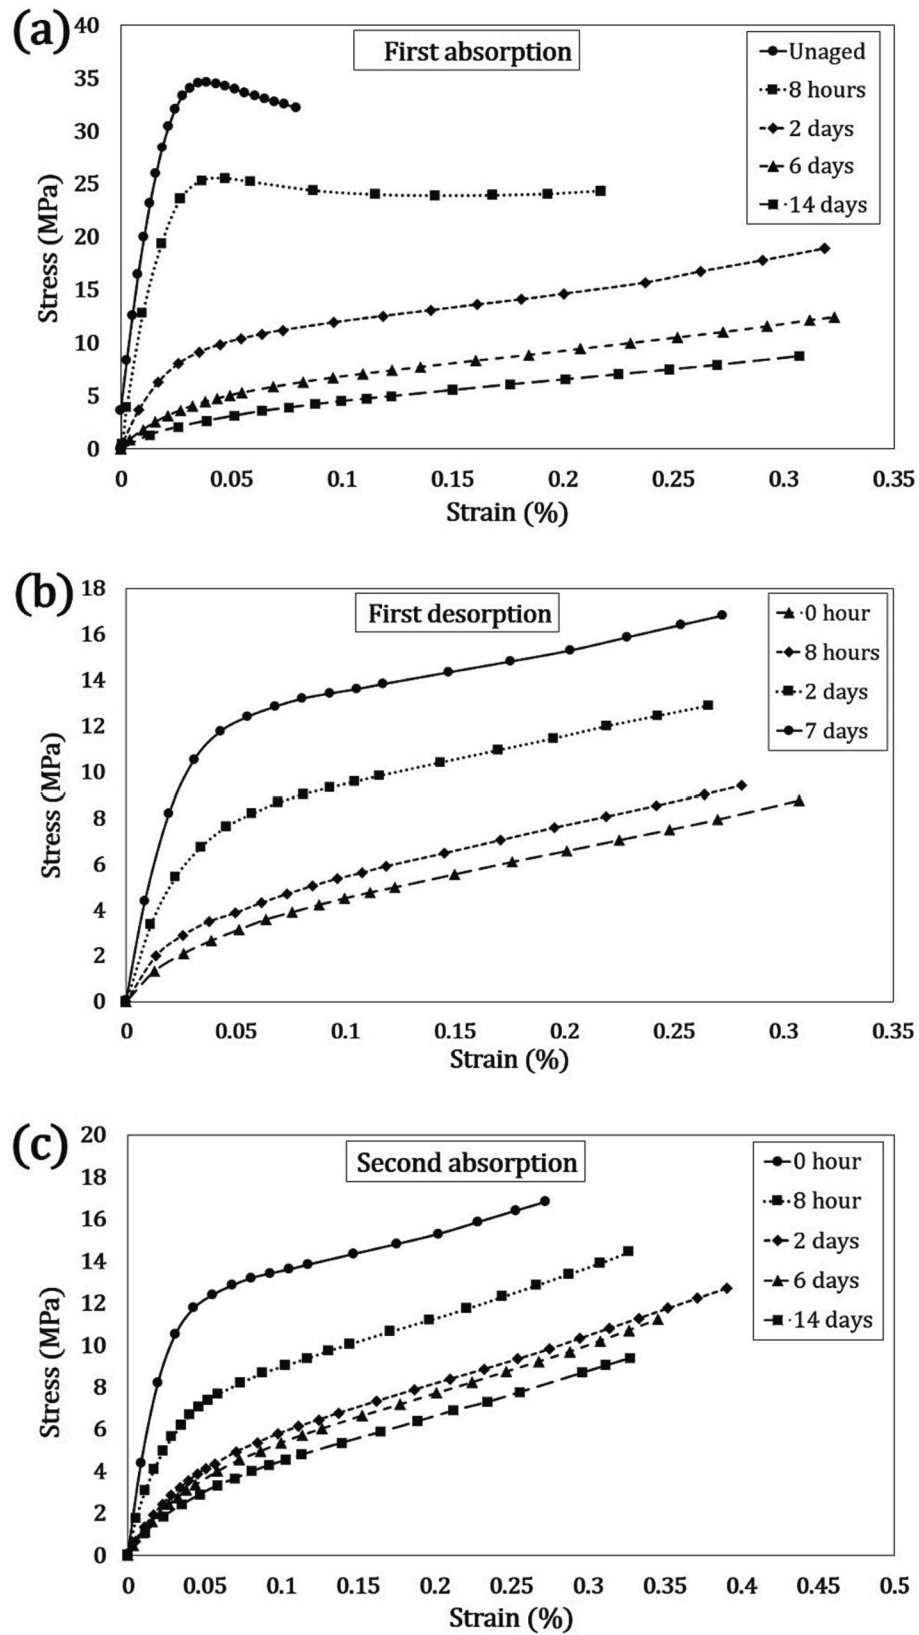 (a)
First absorption
Unaged
8 hours
2 days
6 days
14 days
40
35
30
25
20
15
10
5
0
Stress (MPa)
0 0.05 0.1 0.15 0.2 0.25 0.3 0.35
Strain (%)
(b)
First desorption
0 hour
8 hours
2 days
7 days
18
16
14
12
10
8
6
4
2
0
Stress (MPa)
0 0.05 0.1 0.15 0.2 0.25 0.3 0.35
Strain (%)
(c)
Second absorption
0 hour
8 hour
2 days
6 days
14 days
20
18
16
14
12
10
8
6
4
2
0
Stress (MPa)
0 0.05 0.1 0.15 0.2 0.25 0.3 0.35 0.4 0.45 0.5
Strain (%)